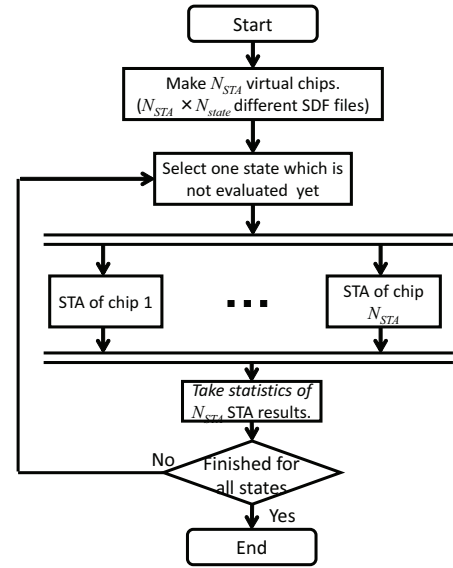 Start
Make N_STA virtual chips.
(N_STA × N_state different SDF files)
Select one state which is
not evaluated yet
STA of chip 1
...
STA of chip
N_STA
Take statistics of
N_STA STA results.
No
Finished for
all states
Yes
End